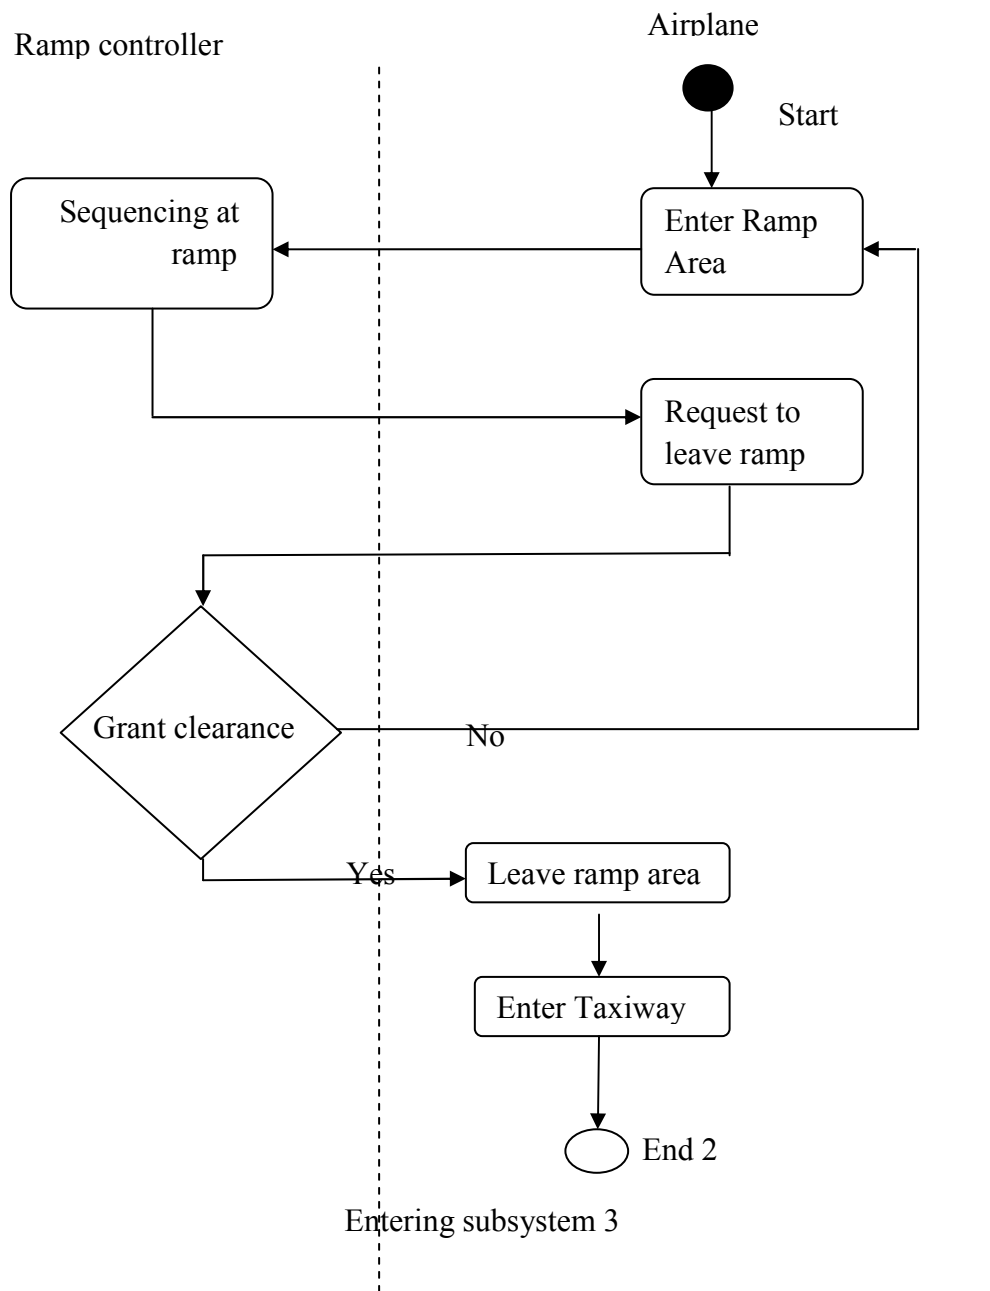 Airplane
Ramp controller
Start
Sequencing at
ramp
Enter Ramp
Area
Request to
leave ramp
Grant clearance
No
Yes
Leave ramp area
Enter Taxiway
End 2
Entering subsystem 3